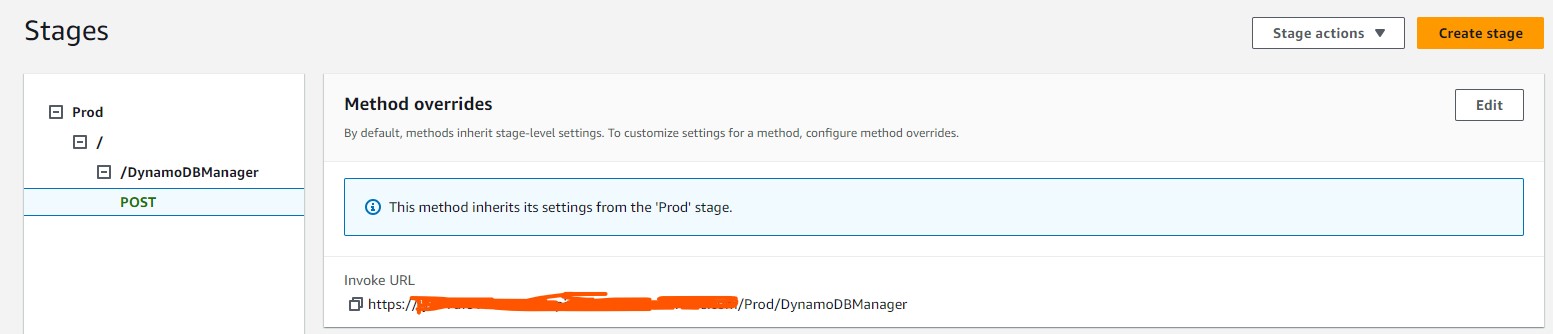 Stages
Stage actions
Create stage
Prod
/
/DynamoDBManager
POST
Method overrides
Edit
By default, methods inherit stage-level settings. To customize settings for a method, configure method overrides.
This method inherits its settings from the 'Prod' stage.
Invoke URL
https:// /Prod/DynamoDBManager